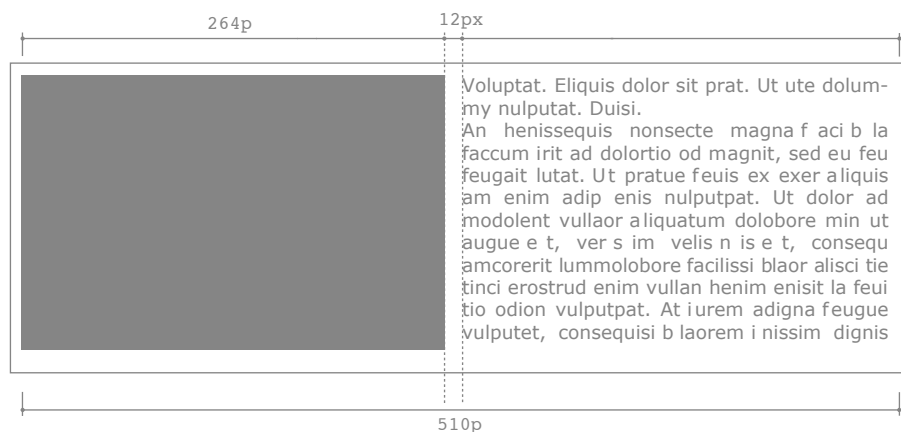 264p
12px
Voluptat. Eliquis dolor sit prat. Ut ute dolum-
my nulputat. Duisi.
An henissequis nonsecte magna f aci b la
faccum irit ad dolortio od magnit, sed eu feu
feugait lutat. Ut pratue feuis ex exer aliquis
am enim adip enis nulputpat. Ut dolor ad
modolent vullaor aliquatum dolobore min ut
augue e t, ver s im velis n is e t, consequ
amcorerit lummolobore facilissi blaor alisci tie
tinci erostrud enim vullan henim enisit la feui
tio odion vulputpat. At iurem adigna feugue
vulputet, consequisi b laorem i nissim dignis
510p